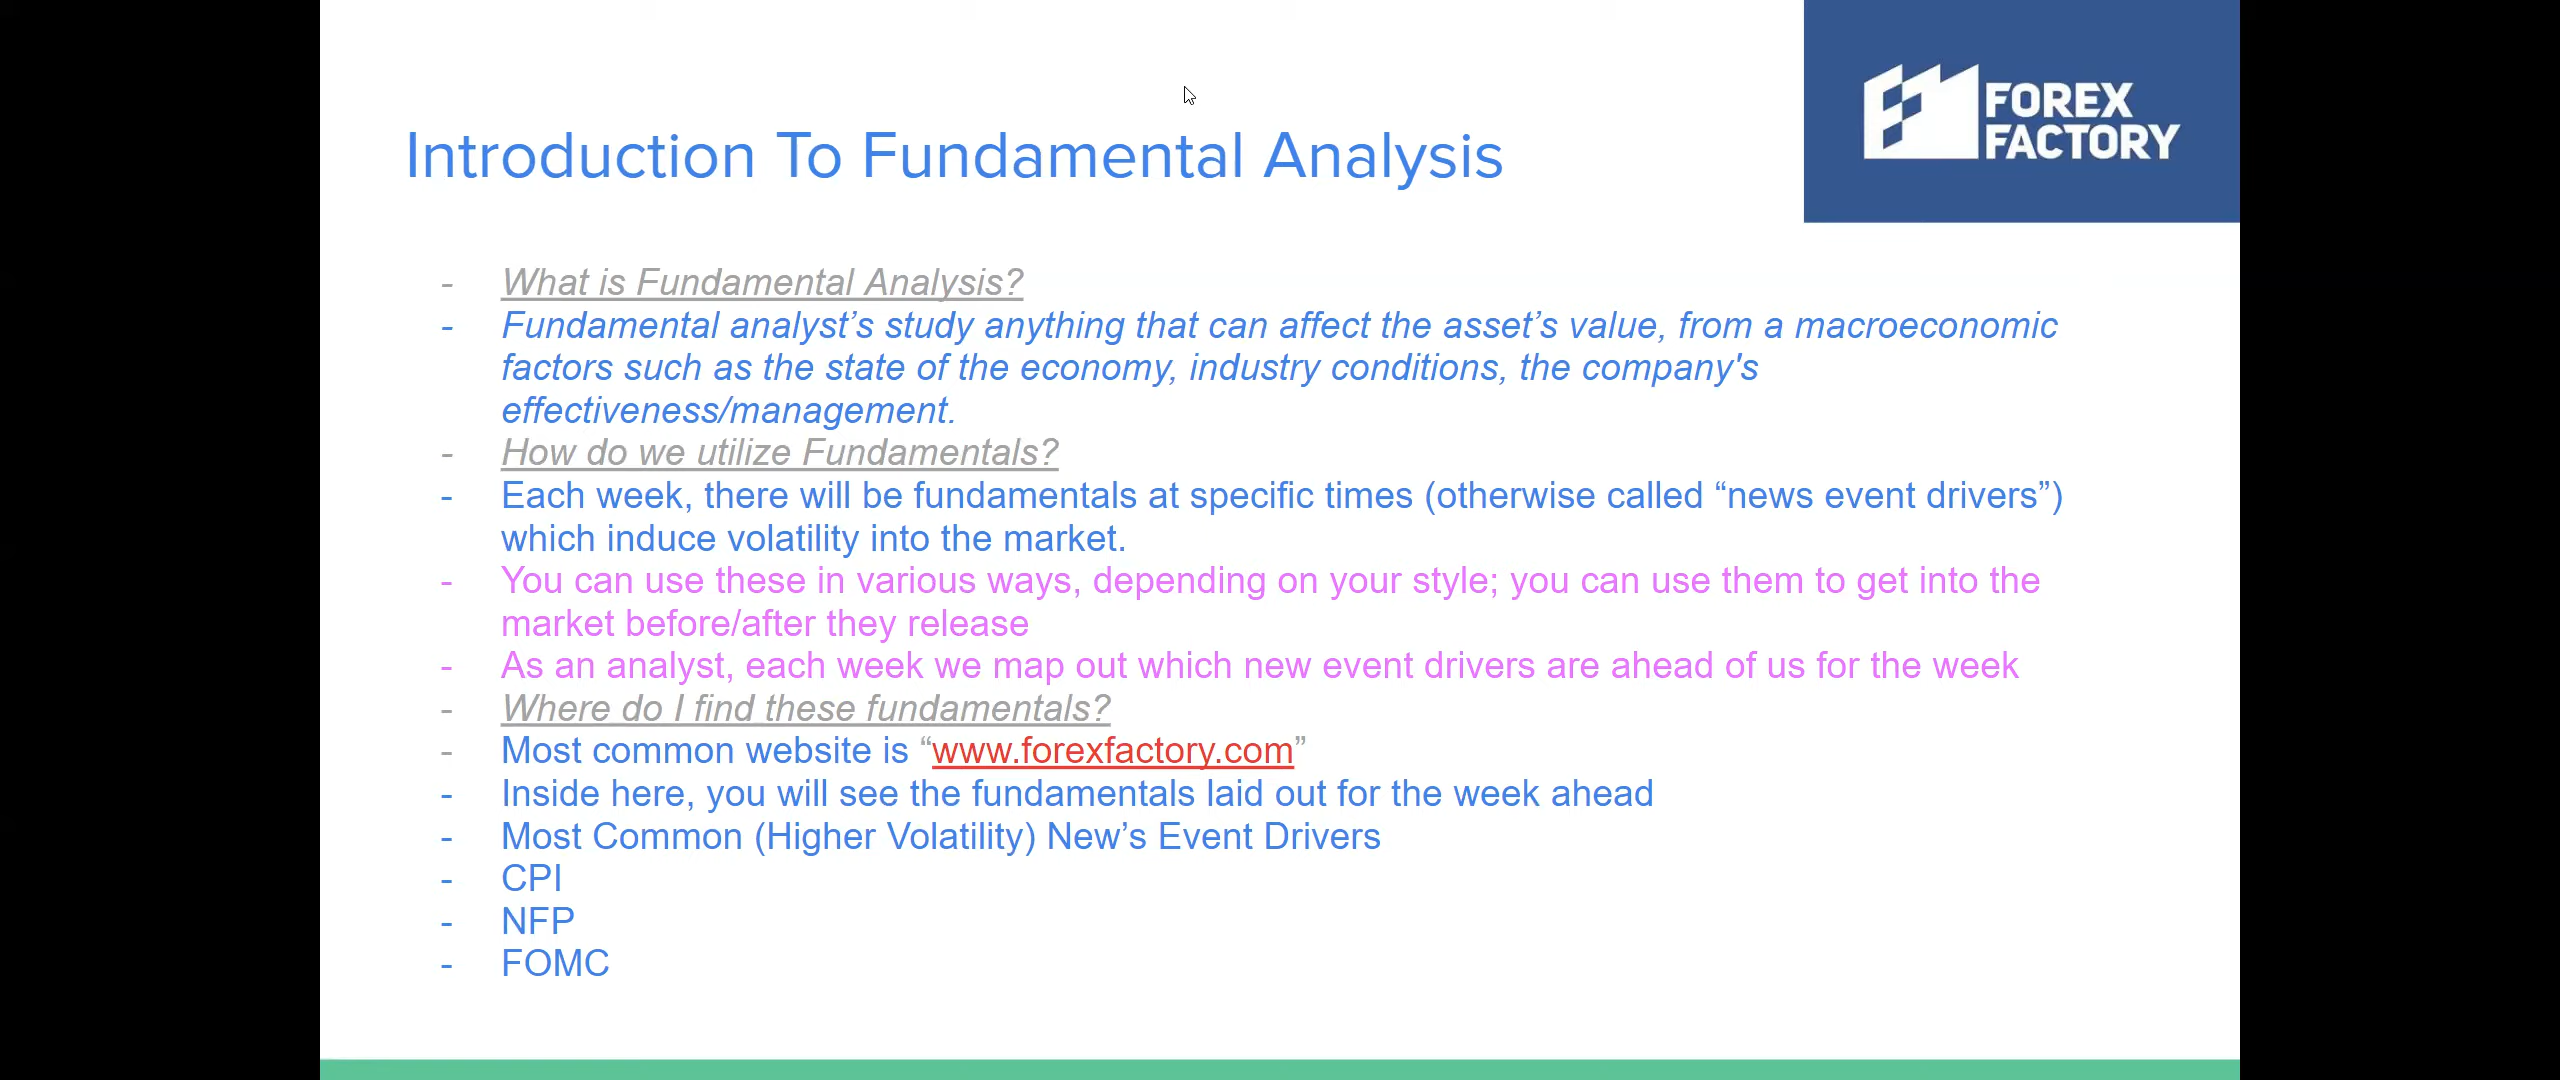 FOREX
FACTORY
Introduction To Fundamental Analysis
- What is Fundamental Analysis?
- Fundamental analyst’s study anything that can affect the asset’s value, from a macroeconomic
factors such as the state of the economy, industry conditions, the company's
effectiveness/management.
- How do we utilize Fundamentals?
- Each week, there will be fundamentals at specific times (otherwise called “news event drivers”)
which induce volatility into the market.
- You can use these in various ways, depending on your style; you can use them to get into the
market before/after they release
- As an analyst, each week we map out which new event drivers are ahead of us for the week
- Where do I find these fundamentals?
- Most common website is “www.forexfactory.com”
- Inside here, you will see the fundamentals laid out for the week ahead
- Most Common (Higher Volatility) New’s Event Drivers
- CPI
- NFP
- FOMC